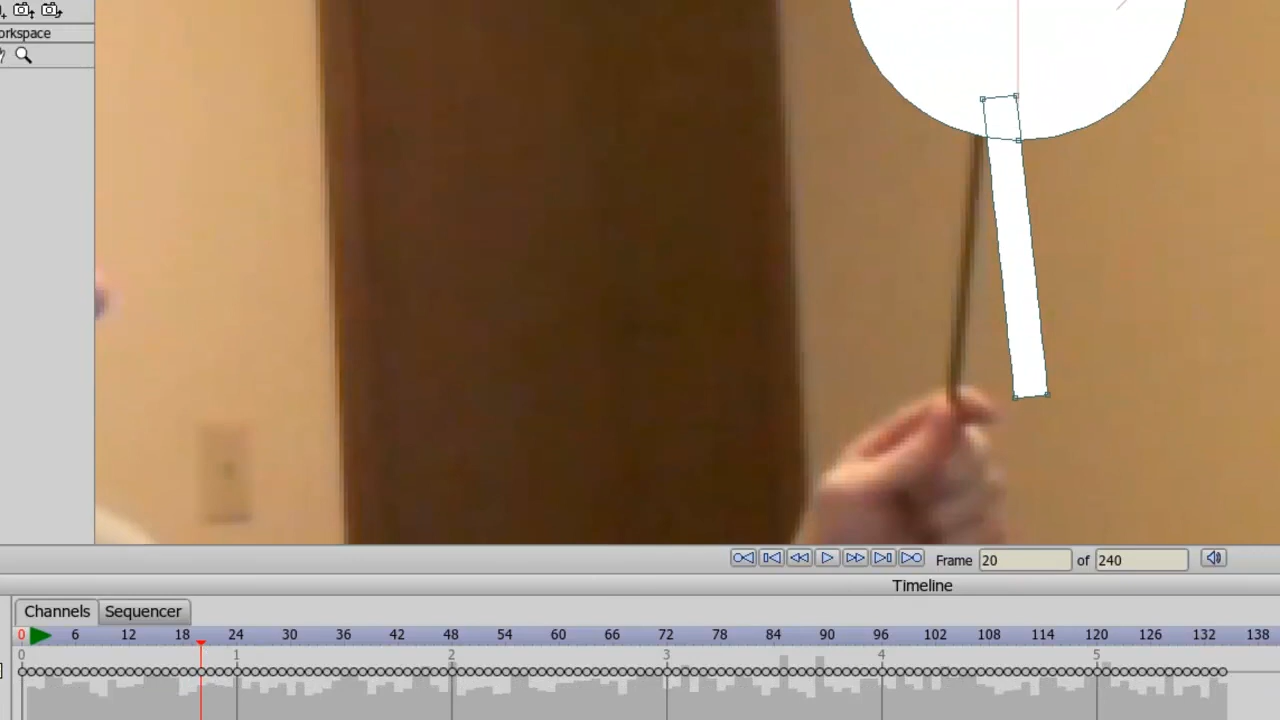 orkspace
Frame 20 of 240
Timeline
Channels Sequencer
0 6 12 18 24 30 36 42 48 54 60 66 72 78 84 90 96 102 108 114 120 126 132 138
0 1 2 3 4 5